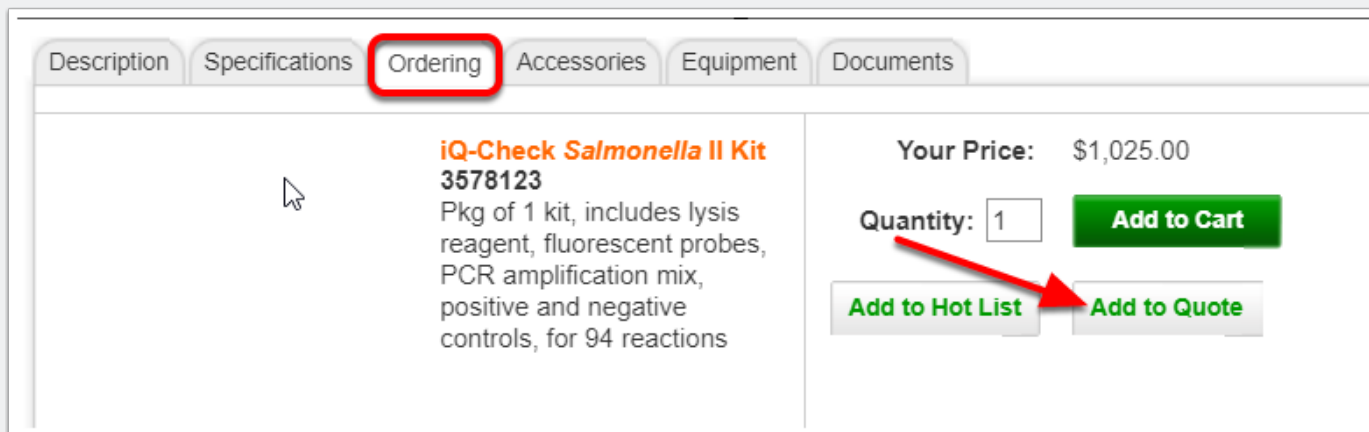 Description Specifications Ordering Accessories Equipment Documents
iQ-Check Salmonella II Kit
3578123
Pkg of 1 kit, includes lysis
reagent, fluorescent probes,
PCR amplification mix,
positive and negative
controls, for 94 reactions
Your Price: $1,025.00
Quantity: 1 Add to Cart
Add to Hot List Add to Quote